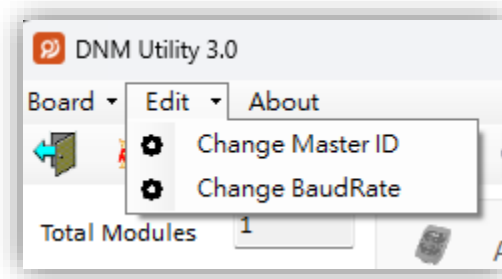 DNM Utility 3.0
Board Edit About
Change Master ID
Change BaudRate
Total Modules 1